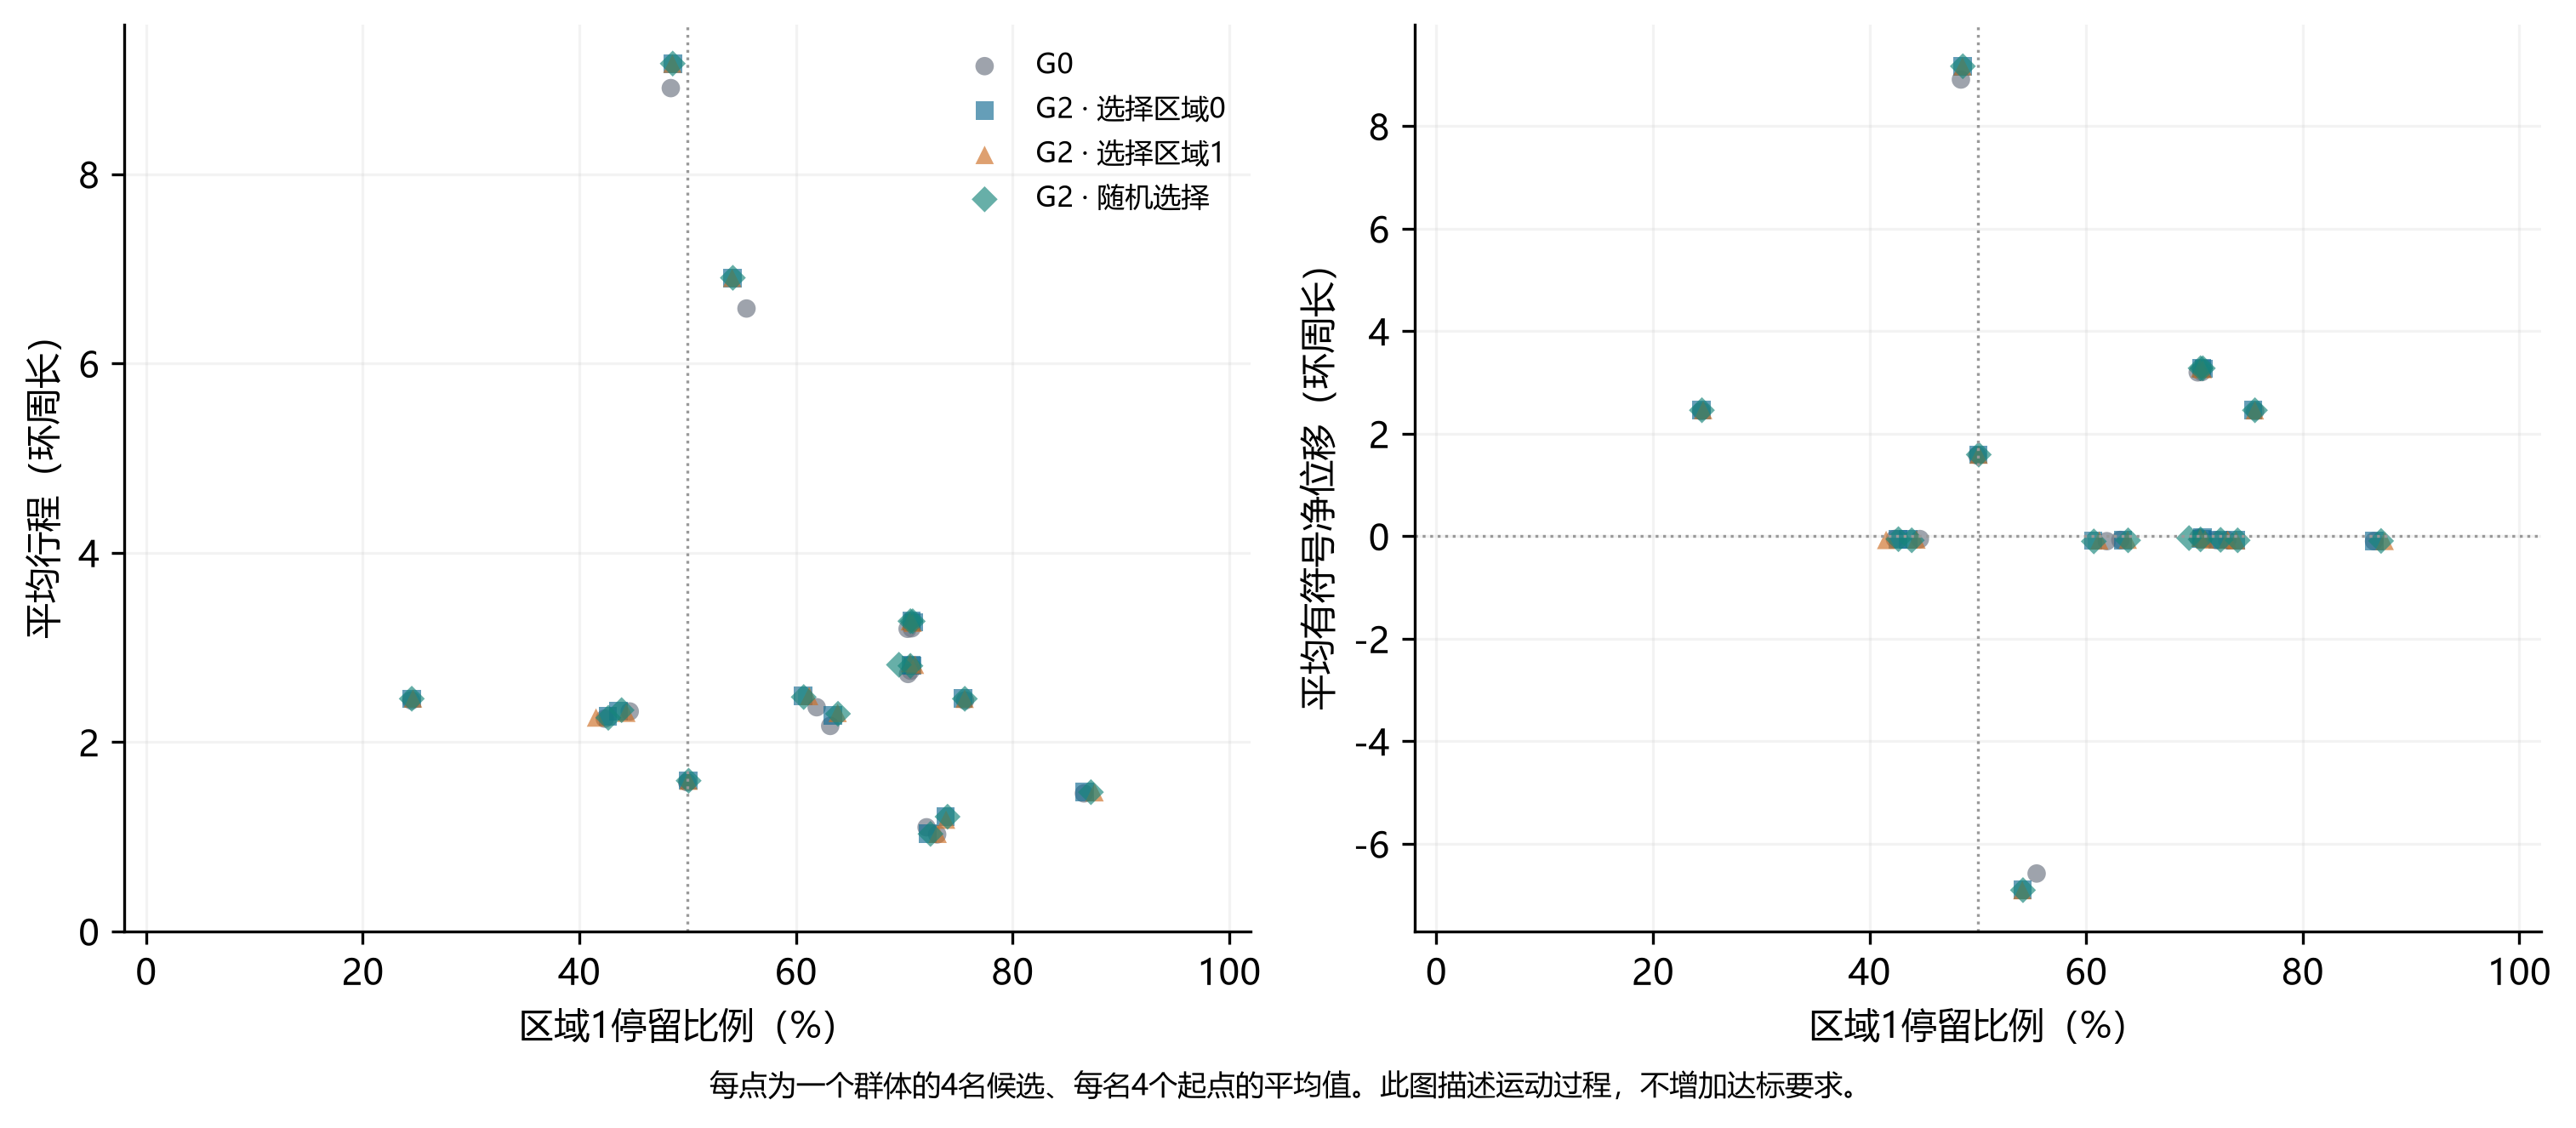 G0
G2 · 选择区域0
G2 · 选择区域1
G2 · 随机选择
平均行程（环周长）
8
6
4
2
0
0 20 40 60 80 100
区域1停留比例（%）
平均有符号净位移（环周长）
8
6
4
2
0
-2
-4
-6
0 20 40 60 80 100
区域1停留比例（%）
每点为一个群体的4名候选、每名4个起点的平均值。此图描述运动过程，不增加达标要求。